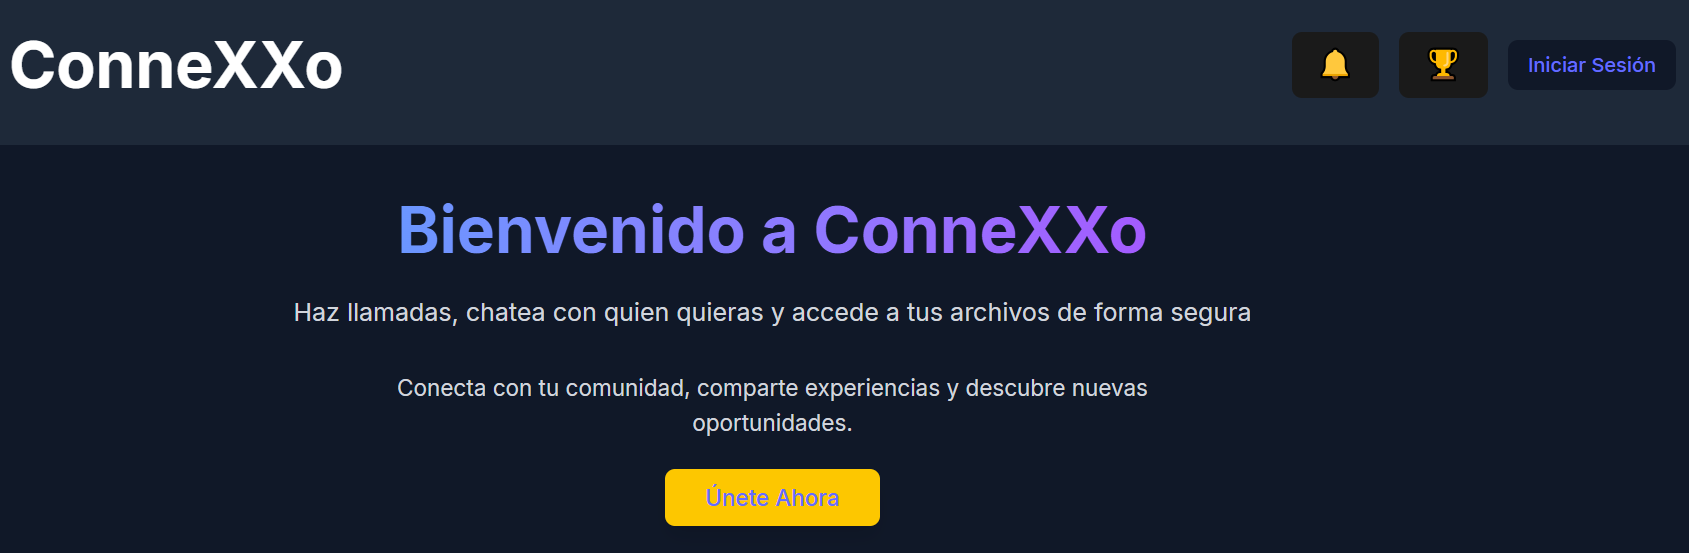 ConneXXo
Iniciar Sesión
Bienvenido a ConneXXo
Haz llamadas, chatea con quien quieras y accede a tus archivos de forma segura
Conecta con tu comunidad, comparte experiencias y descubre nuevas
oportunidades.
Únete Ahora